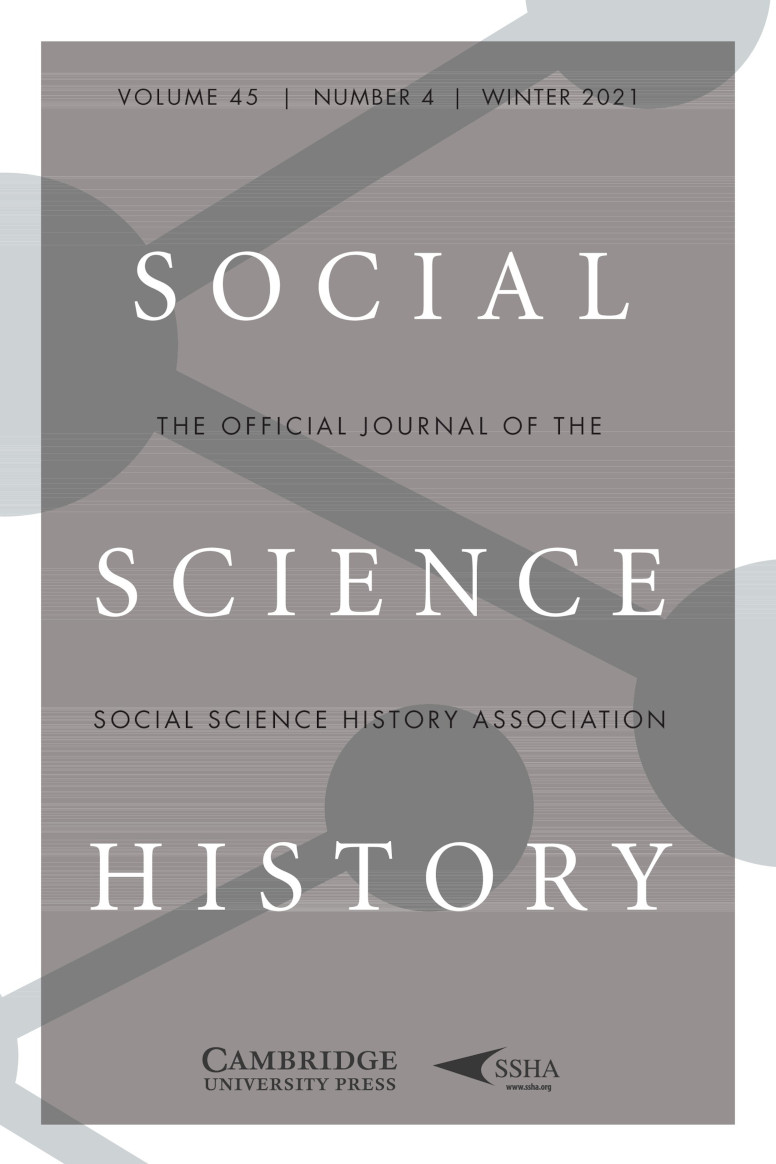 VOLUME 45 | NUMBER 4 | WINTER 2021
SOCIAL
THE OFFICIAL JOURNAL OF THE
SCIENCE
SOCIAL SCIENCE HISTORY ASSOCIATION
HISTORY
CAMBRIDGE
UNIVERSITY PRESS
SSHA
www.ssha.org